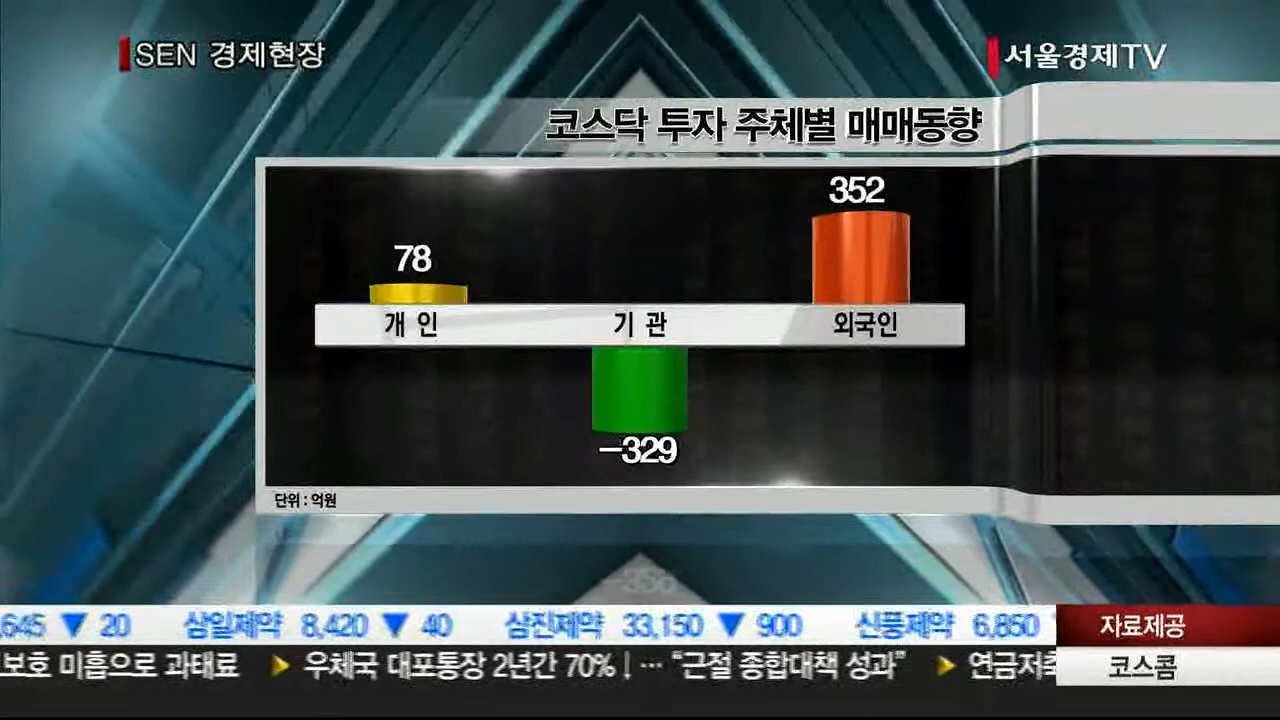 SEN 경제현장
서울경제TV
코스닥 투자 주체별 매매동향
78
352
개 인
기 관
외국인
-329
단위 : 억원
,645 ▼ 20 삼일제약 8,420 ▼ 40 삼진제약 33,150 ▼ 900 신풍제약 6,850
자료제공
보호 미흡으로 과태료 ▶ 우체국 대포통장 2년간 70%↓… “근절 종합대책 성과” ▶ 연금저축
코스콤